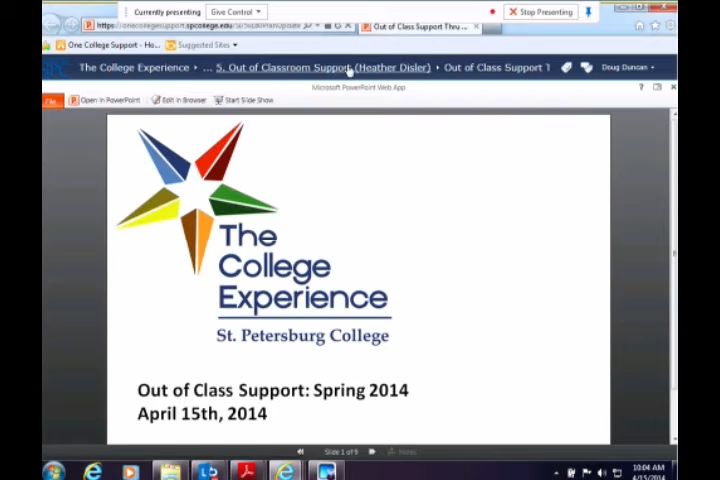 Currently presenting Give Control Stop Presenting
Out of Class Support Thru ...
One College Support - Ho... Suggested Sites
The College Experience ... 5. Out of Classroom Support (Heather Disler) Out of Class Support T Doug Duncan
Microsoft PowerPoint Web App
File Open in PowerPoint Edit in Browser Start Slide Show
The
College
Experience
St. Petersburg College
Out of Class Support: Spring 2014
April 15th, 2014
Slide 1 of 9 Notes
10:04 AM
4/15/2014